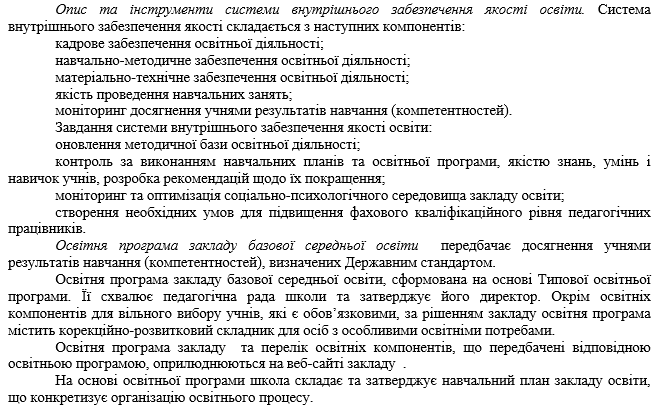 Опис та інструменти системи внутрішнього забезпечення якості освіти. Система
внутрішнього забезпечення якості складається з наступних компонентів:
кадрове забезпечення освітньої діяльності;
навчально-методичне забезпечення освітньої діяльності;
матеріально-технічне забезпечення освітньої діяльності;
якість проведення навчальних занять;
моніторинг досягнення учнями результатів навчання (компетентностей).
Завдання системи внутрішнього забезпечення якості освіти:
оновлення методичної бази освітньої діяльності;
контроль за виконанням навчальних планів та освітньої програми, якістю знань, умінь і
навичок учнів, розробка рекомендацій щодо їх покращення;
моніторинг та оптимізація соціально-психологічного середовища закладу освіти;
створення необхідних умов для підвищення фахового кваліфікаційного рівня педагогічних
працівників.
Освітня програма закладу базової середньої освіти передбачає досягнення учнями
результатів навчання (компетентностей), визначених Державним стандартом.
Освітня програма закладу базової середньої освіти, сформована на основі Типової освітньої
програми. Її схвалює педагогічна рада школи та затверджує його директор. Окрім освітніх
компонентів для вільного вибору учнів, які є обов’язковими, за рішенням закладу освітня програма
містить корекційно-розвитковий складник для осіб з особливими освітніми потребами.
Освітня програма закладу та перелік освітніх компонентів, що передбачені відповідною
освітньою програмою, оприлюднюються на веб-сайті закладу .
На основі освітньої програми школа складає та затверджує навчальний план закладу освіти,
що конкретизує організацію освітнього процесу.